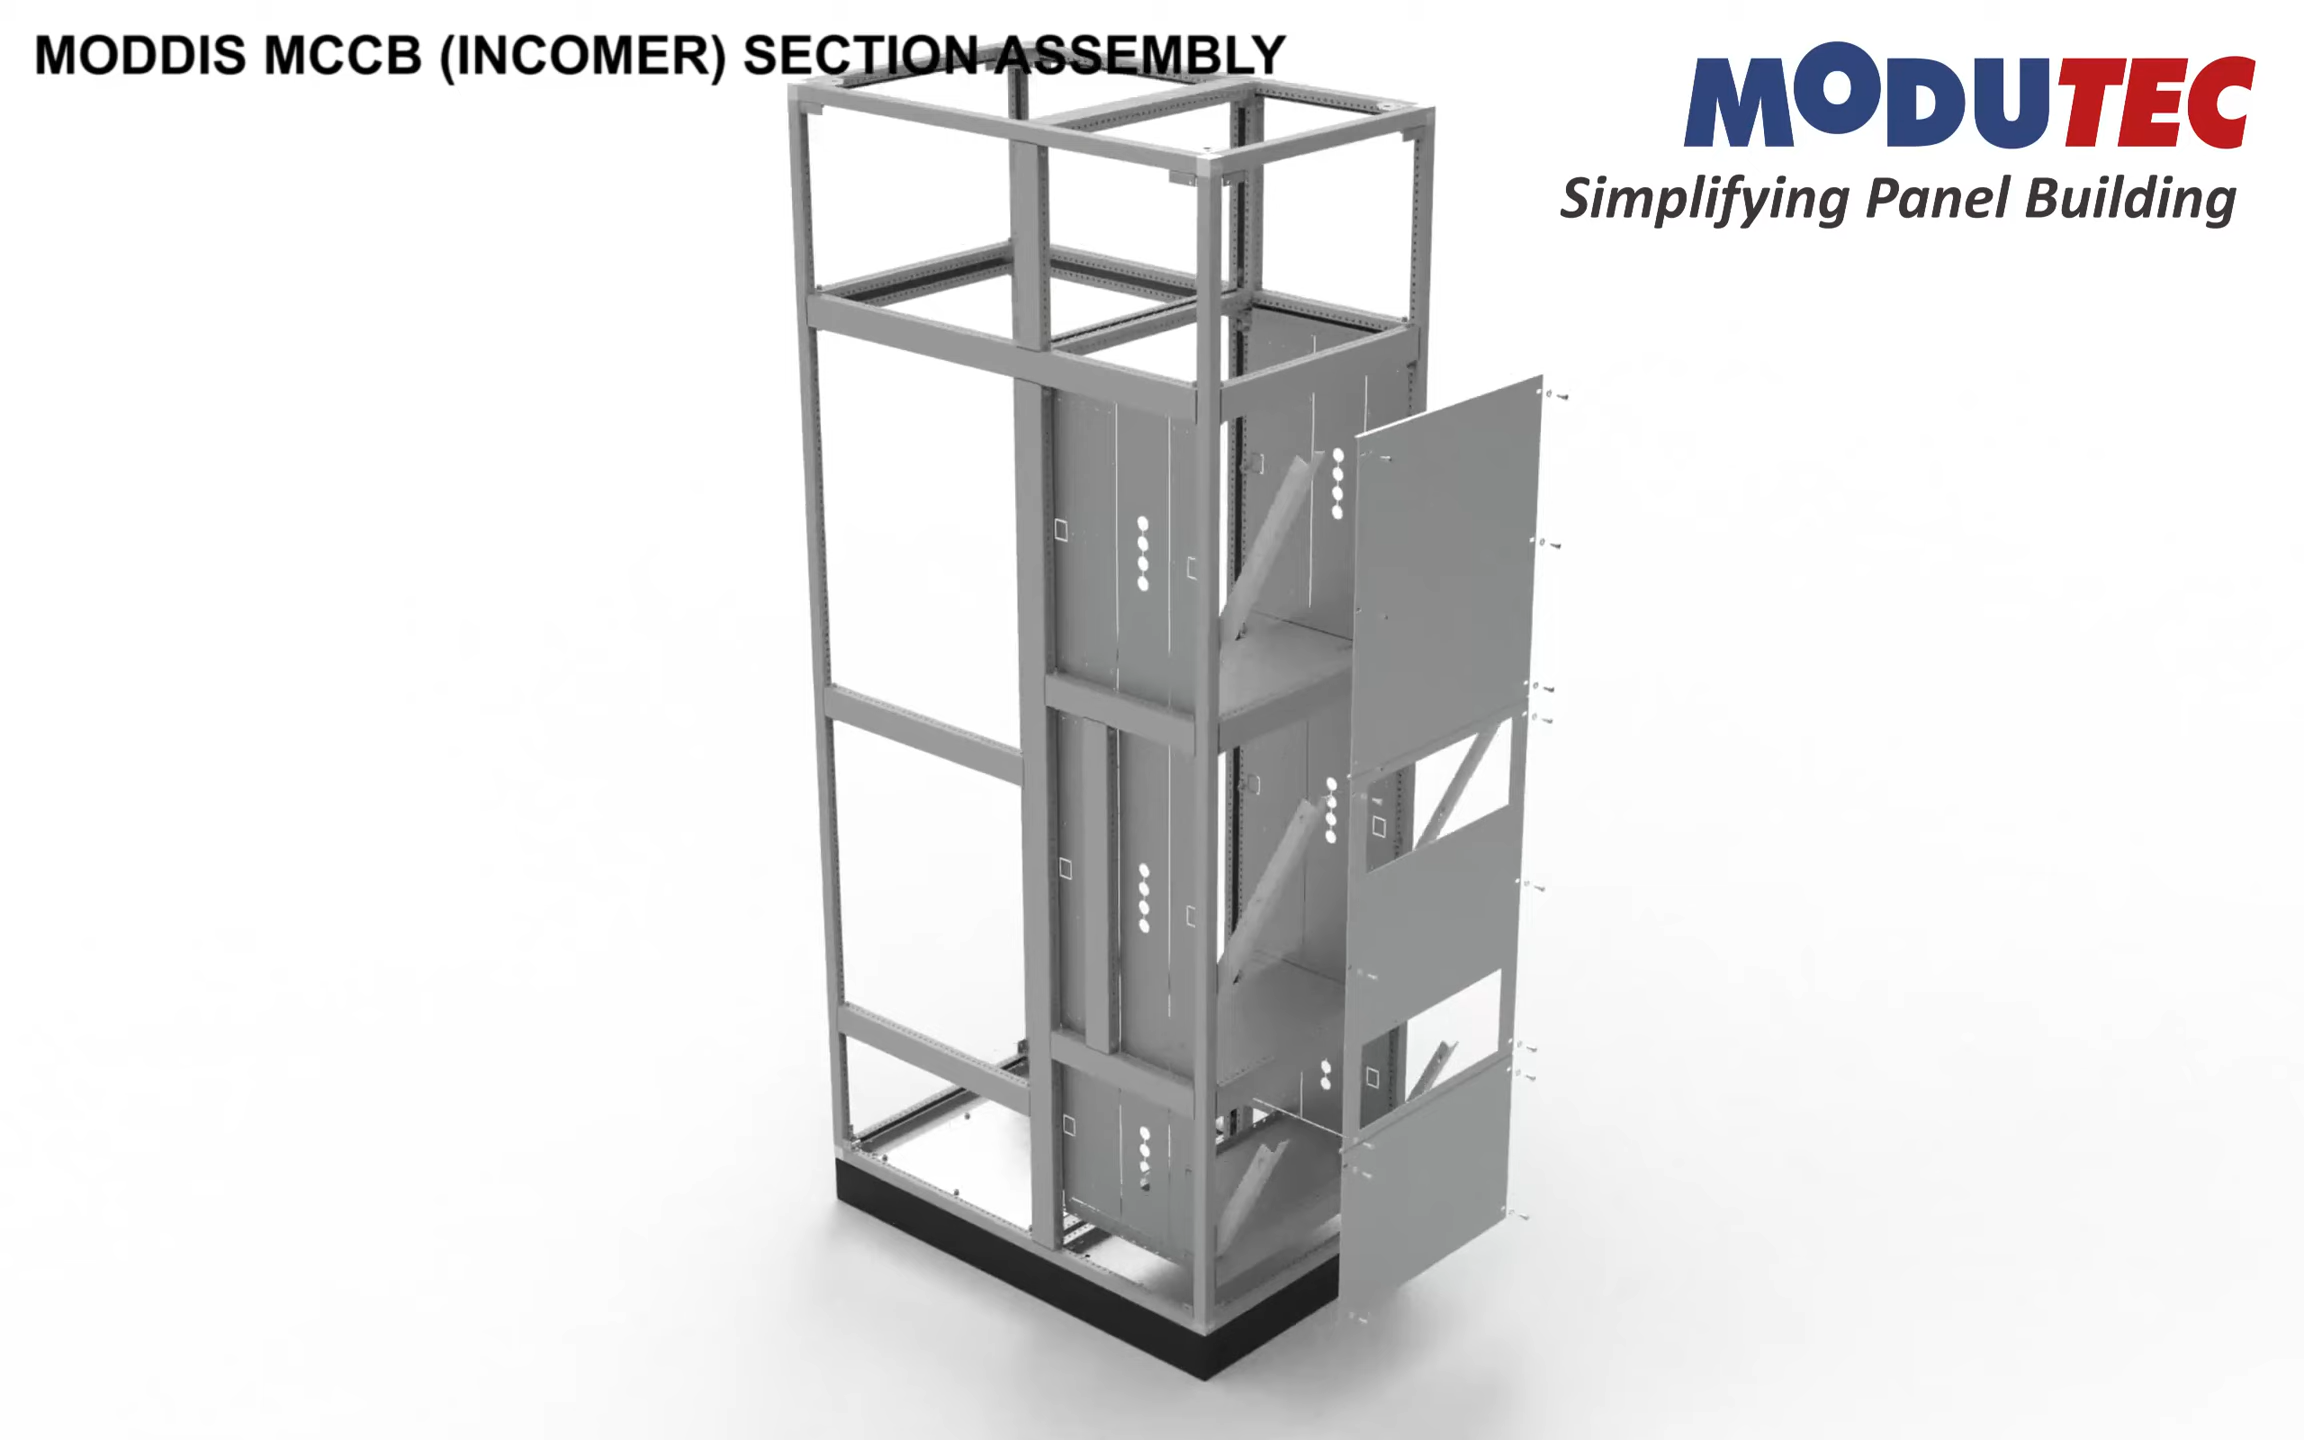 MODDIS MCCB (INCOMER) SECTION ASSEMBLY
MODUTEC
Simplifying Panel Building